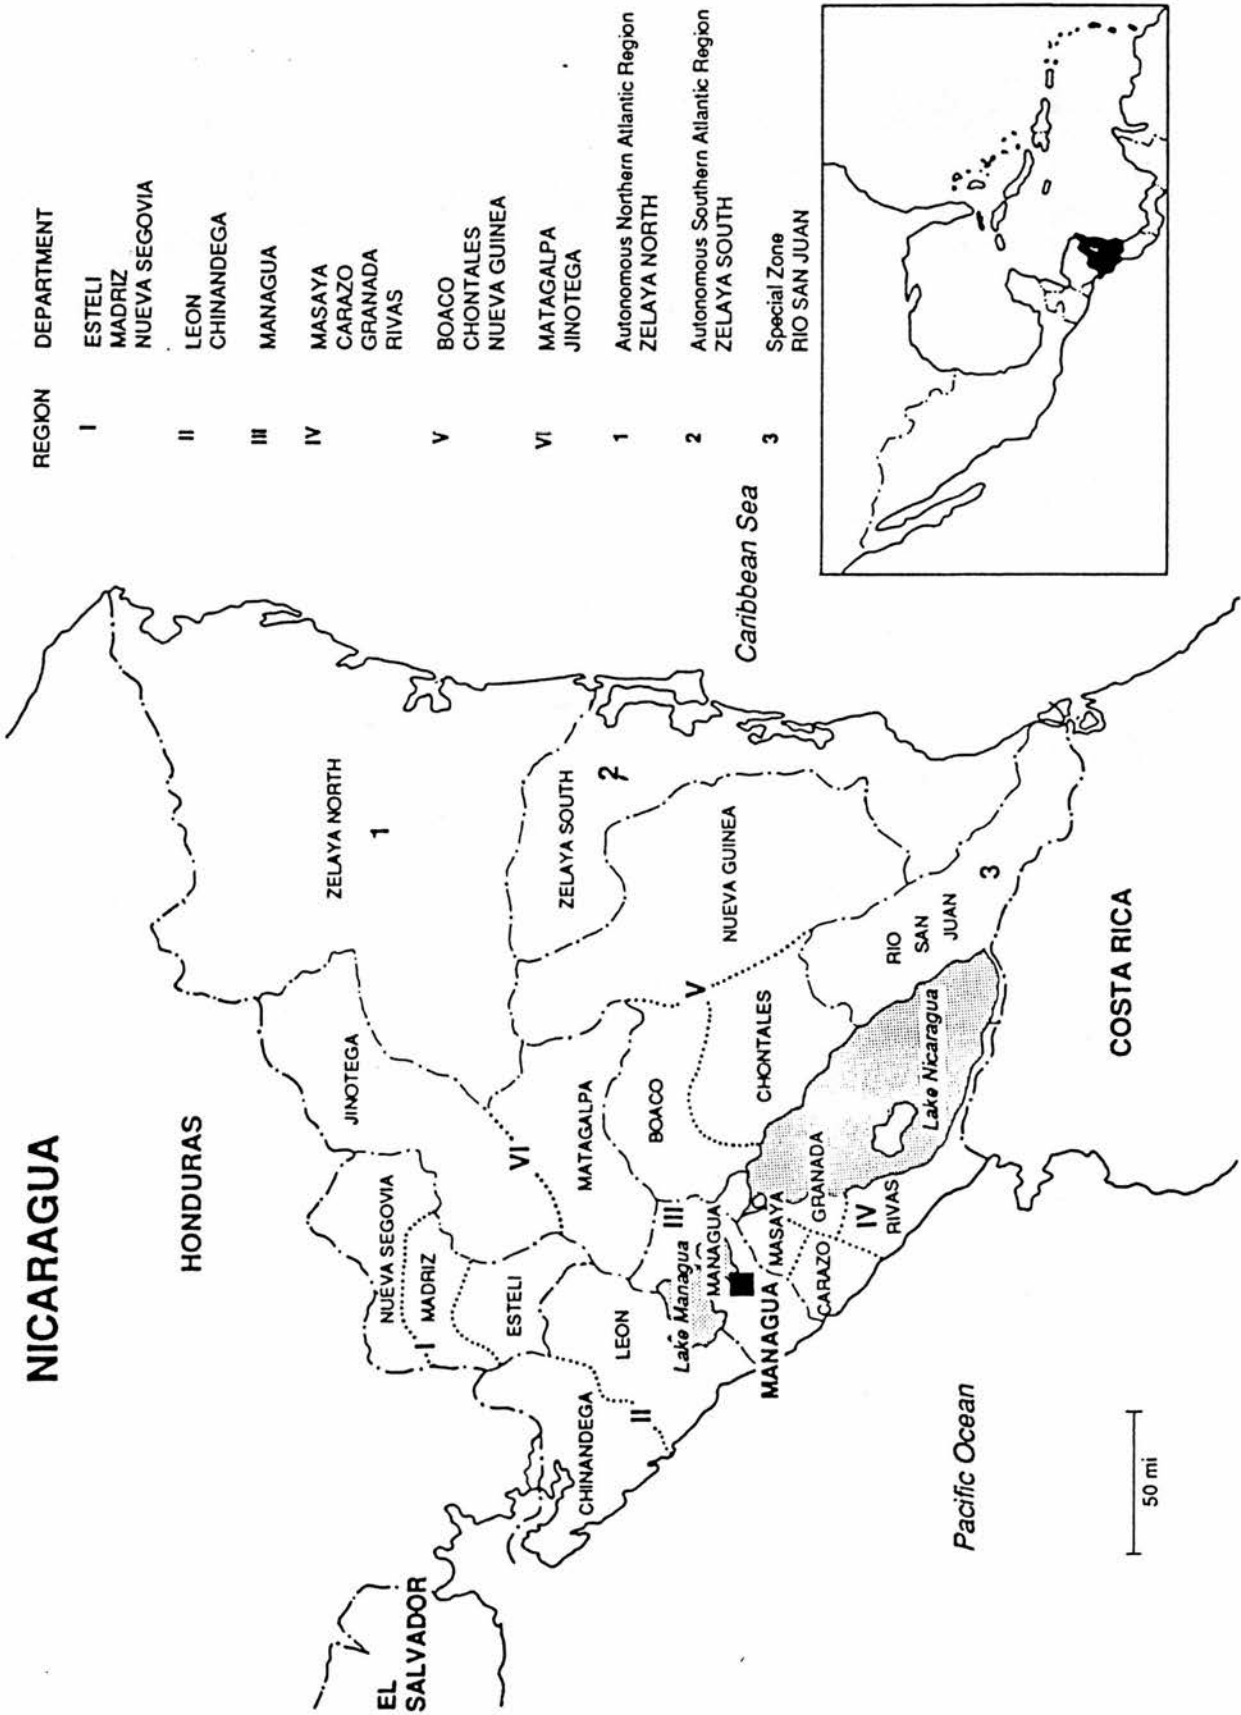 NICARAGUA
HONDURAS
EL
SALVADOR
ZELAYA NORTH
1
JINOTEGA
NUEVA SEGOVIA
MADRIZ
I
ESTELI
VI
MATAGALPA
ZELAYA SOUTH
2
CHINANDEGA
II
LEON
BOACO
III
Lake Managua
MANAGUA
MANAGUA
V
NUEVA GUINEA
CHONTALES
MASAYA
GRANADA
CARAZO
IV
RIVAS
Lake Nicaragua
RIO
SAN
JUAN
3
COSTA RICA
Caribbean Sea
Pacific Ocean
50 mi
REGION DEPARTMENT
I ESTELI
MADRIZ
NUEVA SEGOVIA
II LEON
CHINANDEGA
III MANAGUA
IV MASAYA
CARAZO
GRANADA
RIVAS
V BOACO
CHONTALES
NUEVA GUINEA
VI MATAGALPA
JINOTEGA
1 Autonomous Northern Atlantic Region
ZELAYA NORTH
2 Autonomous Southern Atlantic Region
ZELAYA SOUTH
3 Special Zone
RIO SAN JUAN